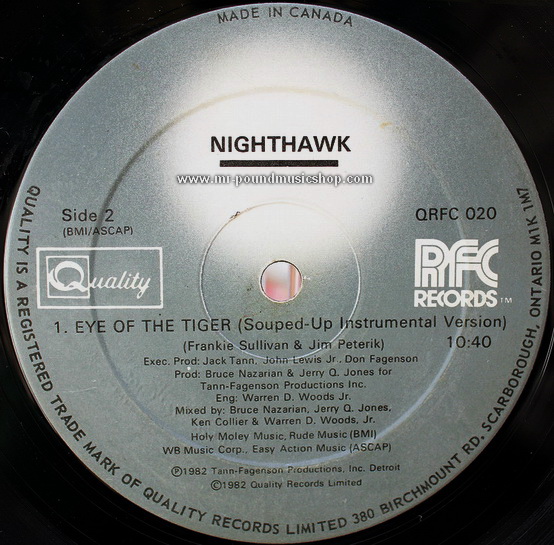 MADE IN CANADA
NIGHTHAWK
www.mr-poundmusicshop.com
Side 2
(BMI/ASCAP)
QRFC 020
Quality
RFC
RECORDS™
1. EYE OF THE TIGER (Souped-Up Instrumental Version)
(Frankie Sullivan & Jim Peterik) 10:40
Exec. Prod: Jack Tann, John Lewis Jr., Don Fagenson
Prod: Bruce Nazarian & Jerry Q. Jones for
Tann-Fagenson Productions Inc.
Eng: Warren D. Woods Jr.
Mixed by: Bruce Nazarian, Jerry Q. Jones,
Ken Collier & Warren D. Woods, Jr.
Holy Moley Music, Rude Music (BMI)
WB Music Corp., Easy Action Music (ASCAP)
Ⓟ1982 Tann-Fagenson Productions, Inc. Detroit
©1982 Quality Records Limited
QUALITY IS A REGISTERED TRADE MARK OF QUALITY RECORDS LIMITED 380 BIRCHMOUNT RD. SCARBOROUGH, ONTARIO M1K 1M7